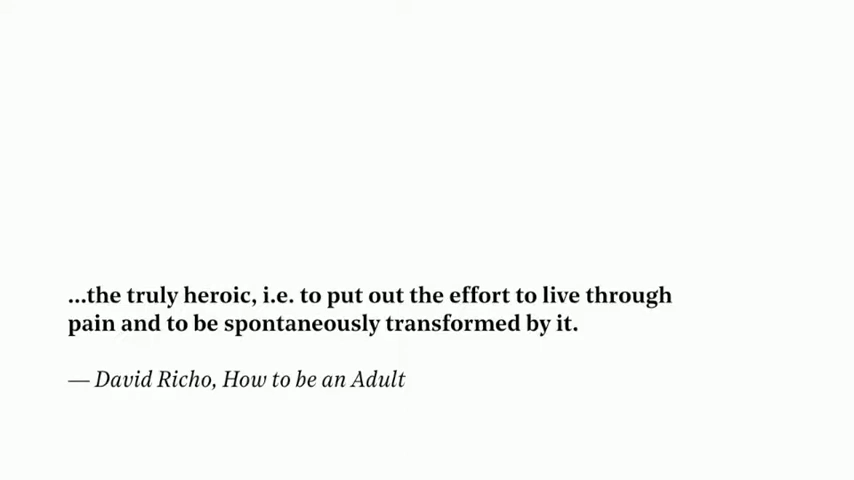 ...the truly heroic, i.e. to put out the effort to live through
pain and to be spontaneously transformed by it.
— David Richo, How to be an Adult